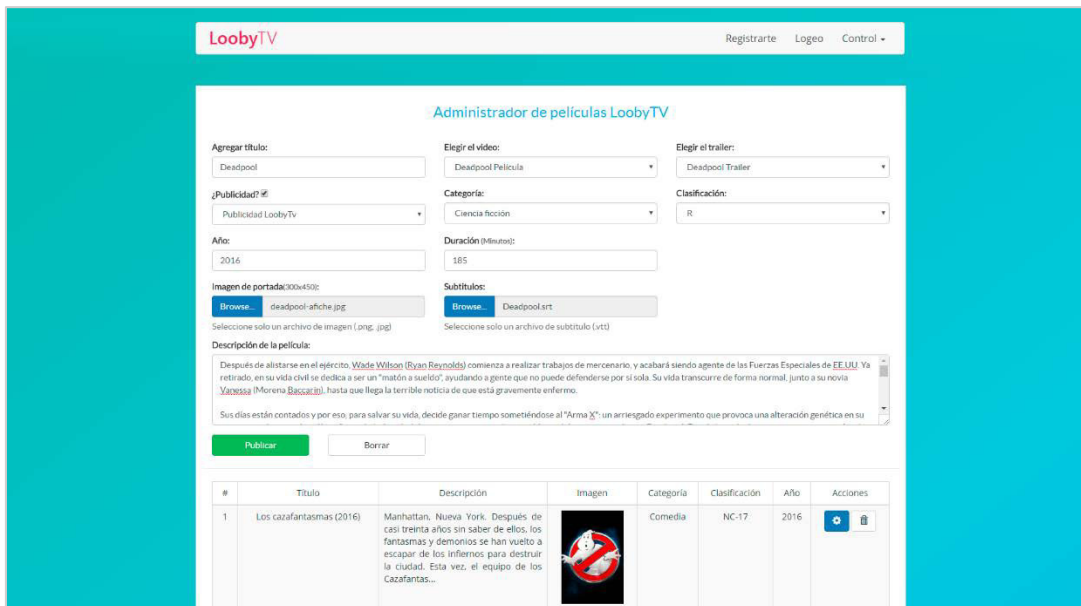 LoobyTV
Registrarte Logeo Control
Administrador de películas LoobyTV
Agregar título: Elegir el video: Elegir el trailer:
Deadpool Deadpool Película Deadpool Trailer
¿Publicidad? Categoría: Clasificación:
Publicidad LoobyTv Ciencia ficción R
Año: Duración (Minutos):
2016 185
Imagen de portada(300x450): Subtitulos:
Browse... deadpool-afiche.jpg Browse... Deadpool.srt
Seleccione solo un archivo de imagen (.png, .jpg) Seleccione solo un archivo de subtítulo (.vtt)
Descripción de la película:
Después de alistarse en el ejército, Wade Wilson (Ryan Reynolds) comienza a realizar trabajos de mercenario, y acabará siendo agente de las Fuerzas Especiales de EE.UU. Ya
retirado, en su vida civil se dedica a ser un "matón a sueldo", ayudando a gente que no puede defenderse por sí sola. Su vida transcurre de forma normal, junto a su novia
Vanessa (Morena Baccarin), hasta que llega la terrible noticia de que está gravemente enfermo.
Sus días están contados y por eso, para salvar su vida, decide ganar tiempo sometiéndose al "Arma X": un arriesgado experimento que provoca una alteración genética en su
Publicar Borrar
# Título Descripción Imagen Categoría Clasificación Año Acciones
1 Los cazafantasmas (2016) Manhattan, Nueva York. Después de Comedia NC-17 2016
casi treinta años sin saber de ellos, los
fantasmas y demonios se han vuelto a
escapar de los infiernos para destruir
la ciudad. Esta vez, el equipo de los
Cazafantas...